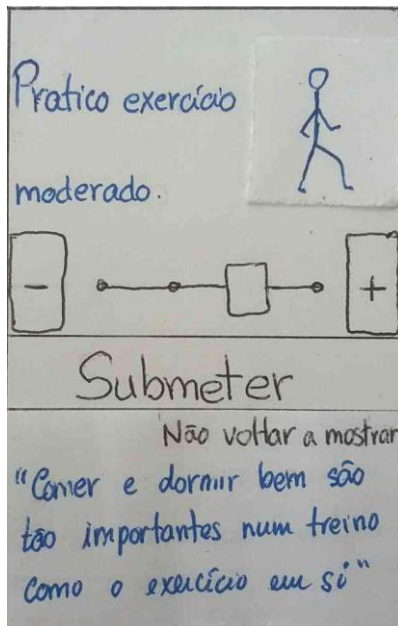 Pratico exercício
moderado.
- +
Submeter
Não voltar a mostrar
"Comer e dormir bem são
tão importantes num treino
como o exercício em si"